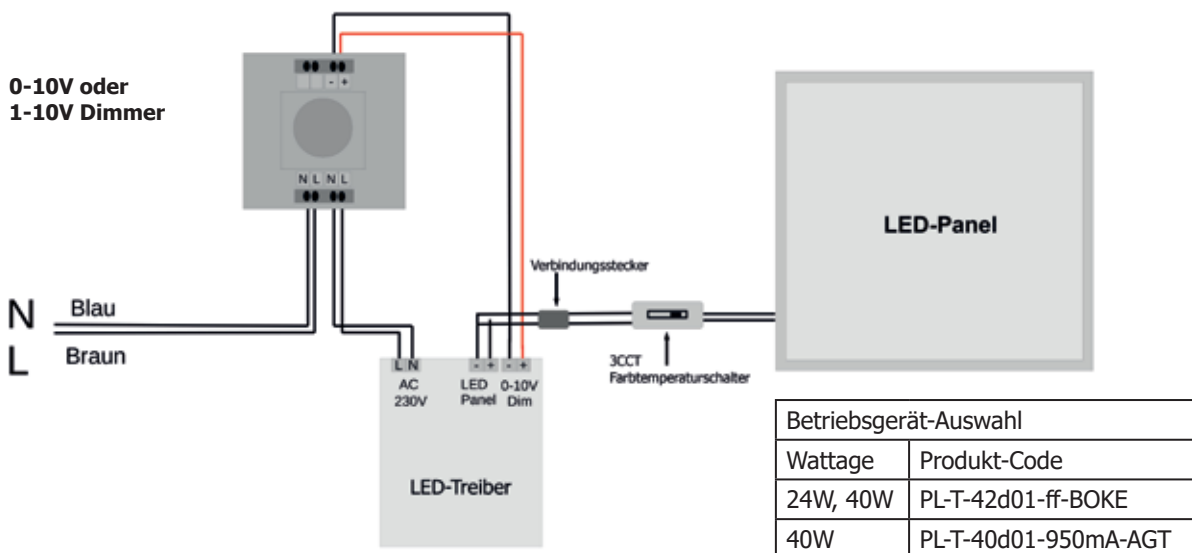 0-10V oder
1-10V Dimmer
- +
N L N L
LED-Panel
Verbindungsstecker
N Blau
L Braun
3CCT
Farbtemperaturschalter
L N - + - +
AC LED 0-10V
230V Panel Dim
LED-Treiber
Betriebsgerät-Auswahl
Wattage Produkt-Code
24W, 40W PL-T-42d01-ff-BOKE
40W PL-T-40d01-950mA-AGT